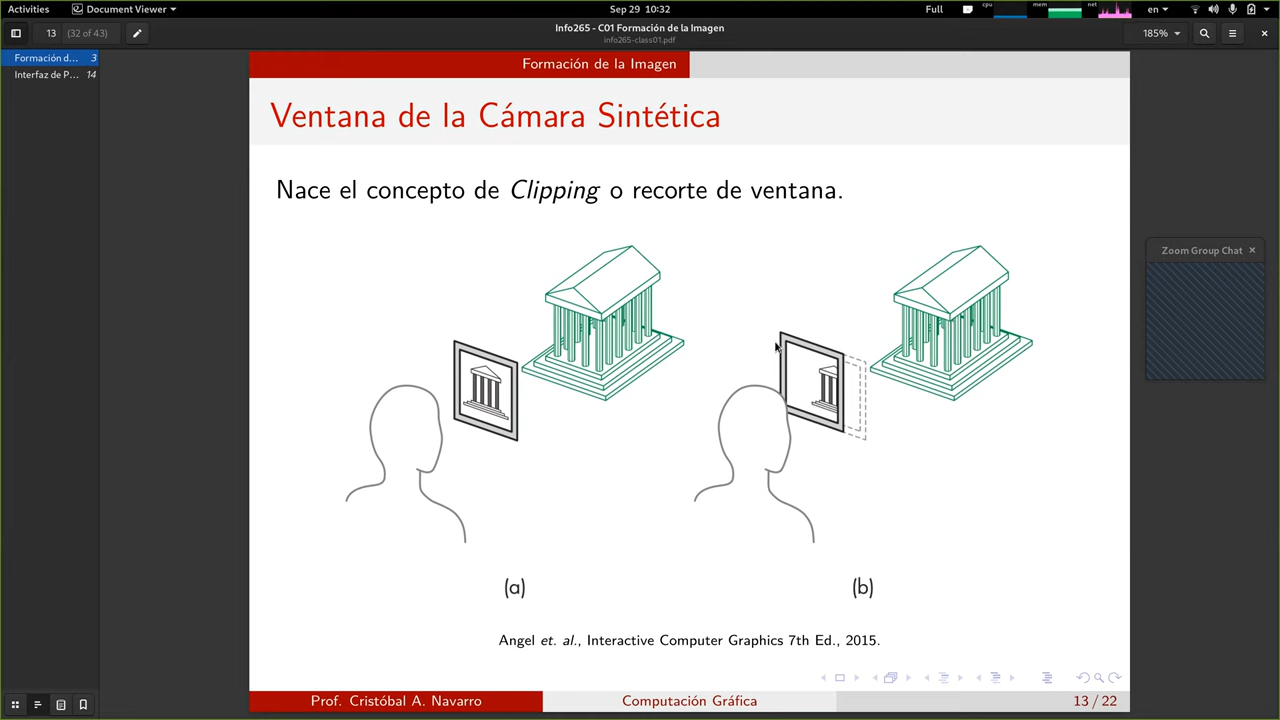 Activities
Document Viewer
Sep 29 10:32
Full
cpu
mem
net
en
13
(32 of 43)
Info265 - C01 Formación de la Imagen
info265-class01.pdf
185%
Formación d… 3
Interfaz de P… 14
Formación de la Imagen
Ventana de la Cámara Sintética
Nace el concepto de Clipping o recorte de ventana.
Zoom Group Chat
(a)
(b)
Angel et. al., Interactive Computer Graphics 7th Ed., 2015.
Prof. Cristóbal A. Navarro
Computación Gráfica
13 / 22